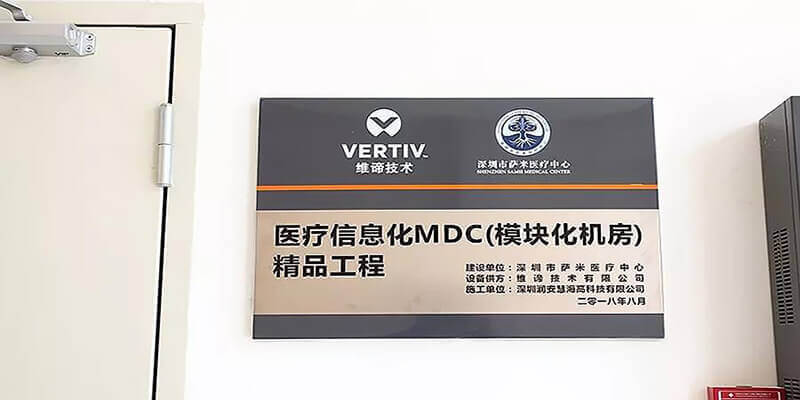 VERTIV
维谛技术
深圳市萨米医疗中心
SHENZHEN SAMII MEDICAL CENTER
医疗信息化MDC(模块化机房)
精品工程
建设单位：深圳市萨米医疗中心
设备供方：维谛技术有限公司
施工单位：深圳润安慧海高科技有限公司
二零一八年八月